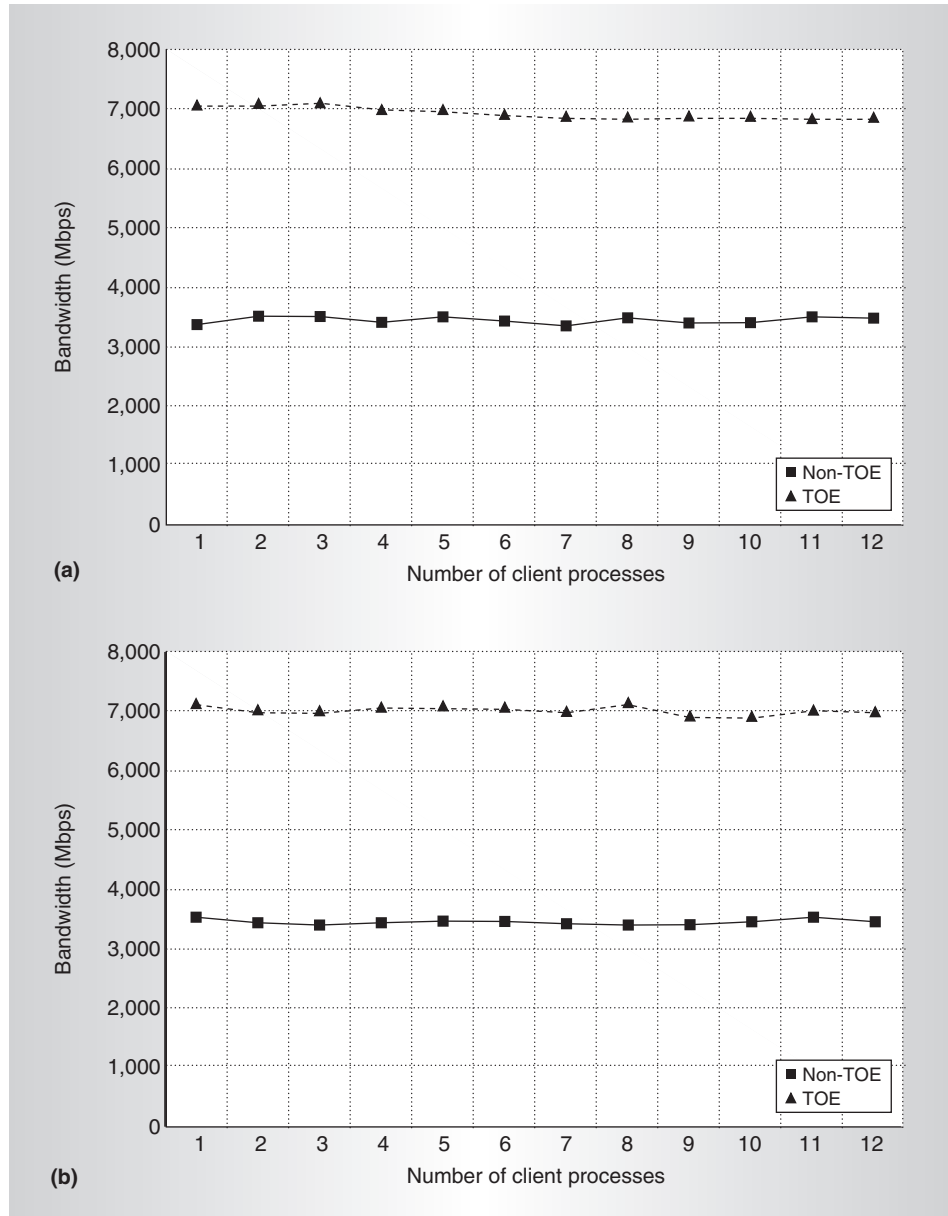 8,000
7,000
6,000
5,000
4,000
3,000
2,000
1,000
0
Bandwidth (Mbps)
Non-TOE
TOE
1 2 3 4 5 6 7 8 9 10 11 12
(a)
Number of client processes
8,000
7,000
6,000
5,000
4,000
3,000
2,000
1,000
0
Bandwidth (Mbps)
Non-TOE
TOE
1 2 3 4 5 6 7 8 9 10 11 12
(b)
Number of client processes